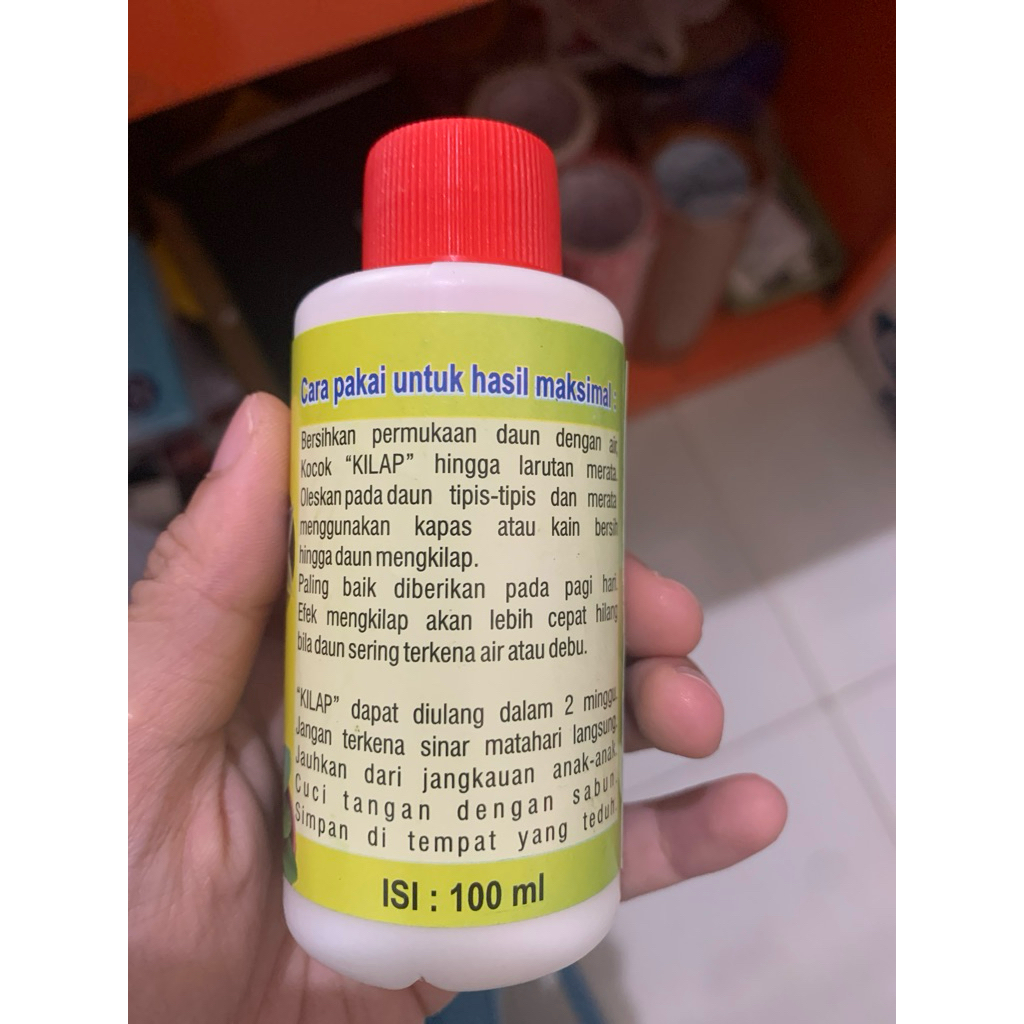 Cara pakai untuk hasil maksimal :
Bersihkan permukaan daun dengan air,
Kocok "KILAP" hingga larutan merata.
Oleskan pada daun tipis-tipis dan merata
menggunakan kapas atau kain bersih
hingga daun mengkilap.
Paling baik diberikan pada pagi hari.
Efek mengkilap akan lebih cepat hilang
bila daun sering terkena air atau debu.
"KILAP" dapat diulang dalam 2 minggu.
Jangan terkena sinar matahari langsung.
Jauhkan dari jangkauan anak-anak.
Cuci tangan dengan sabun.
Simpan di tempat yang teduh.
ISI : 100 ml